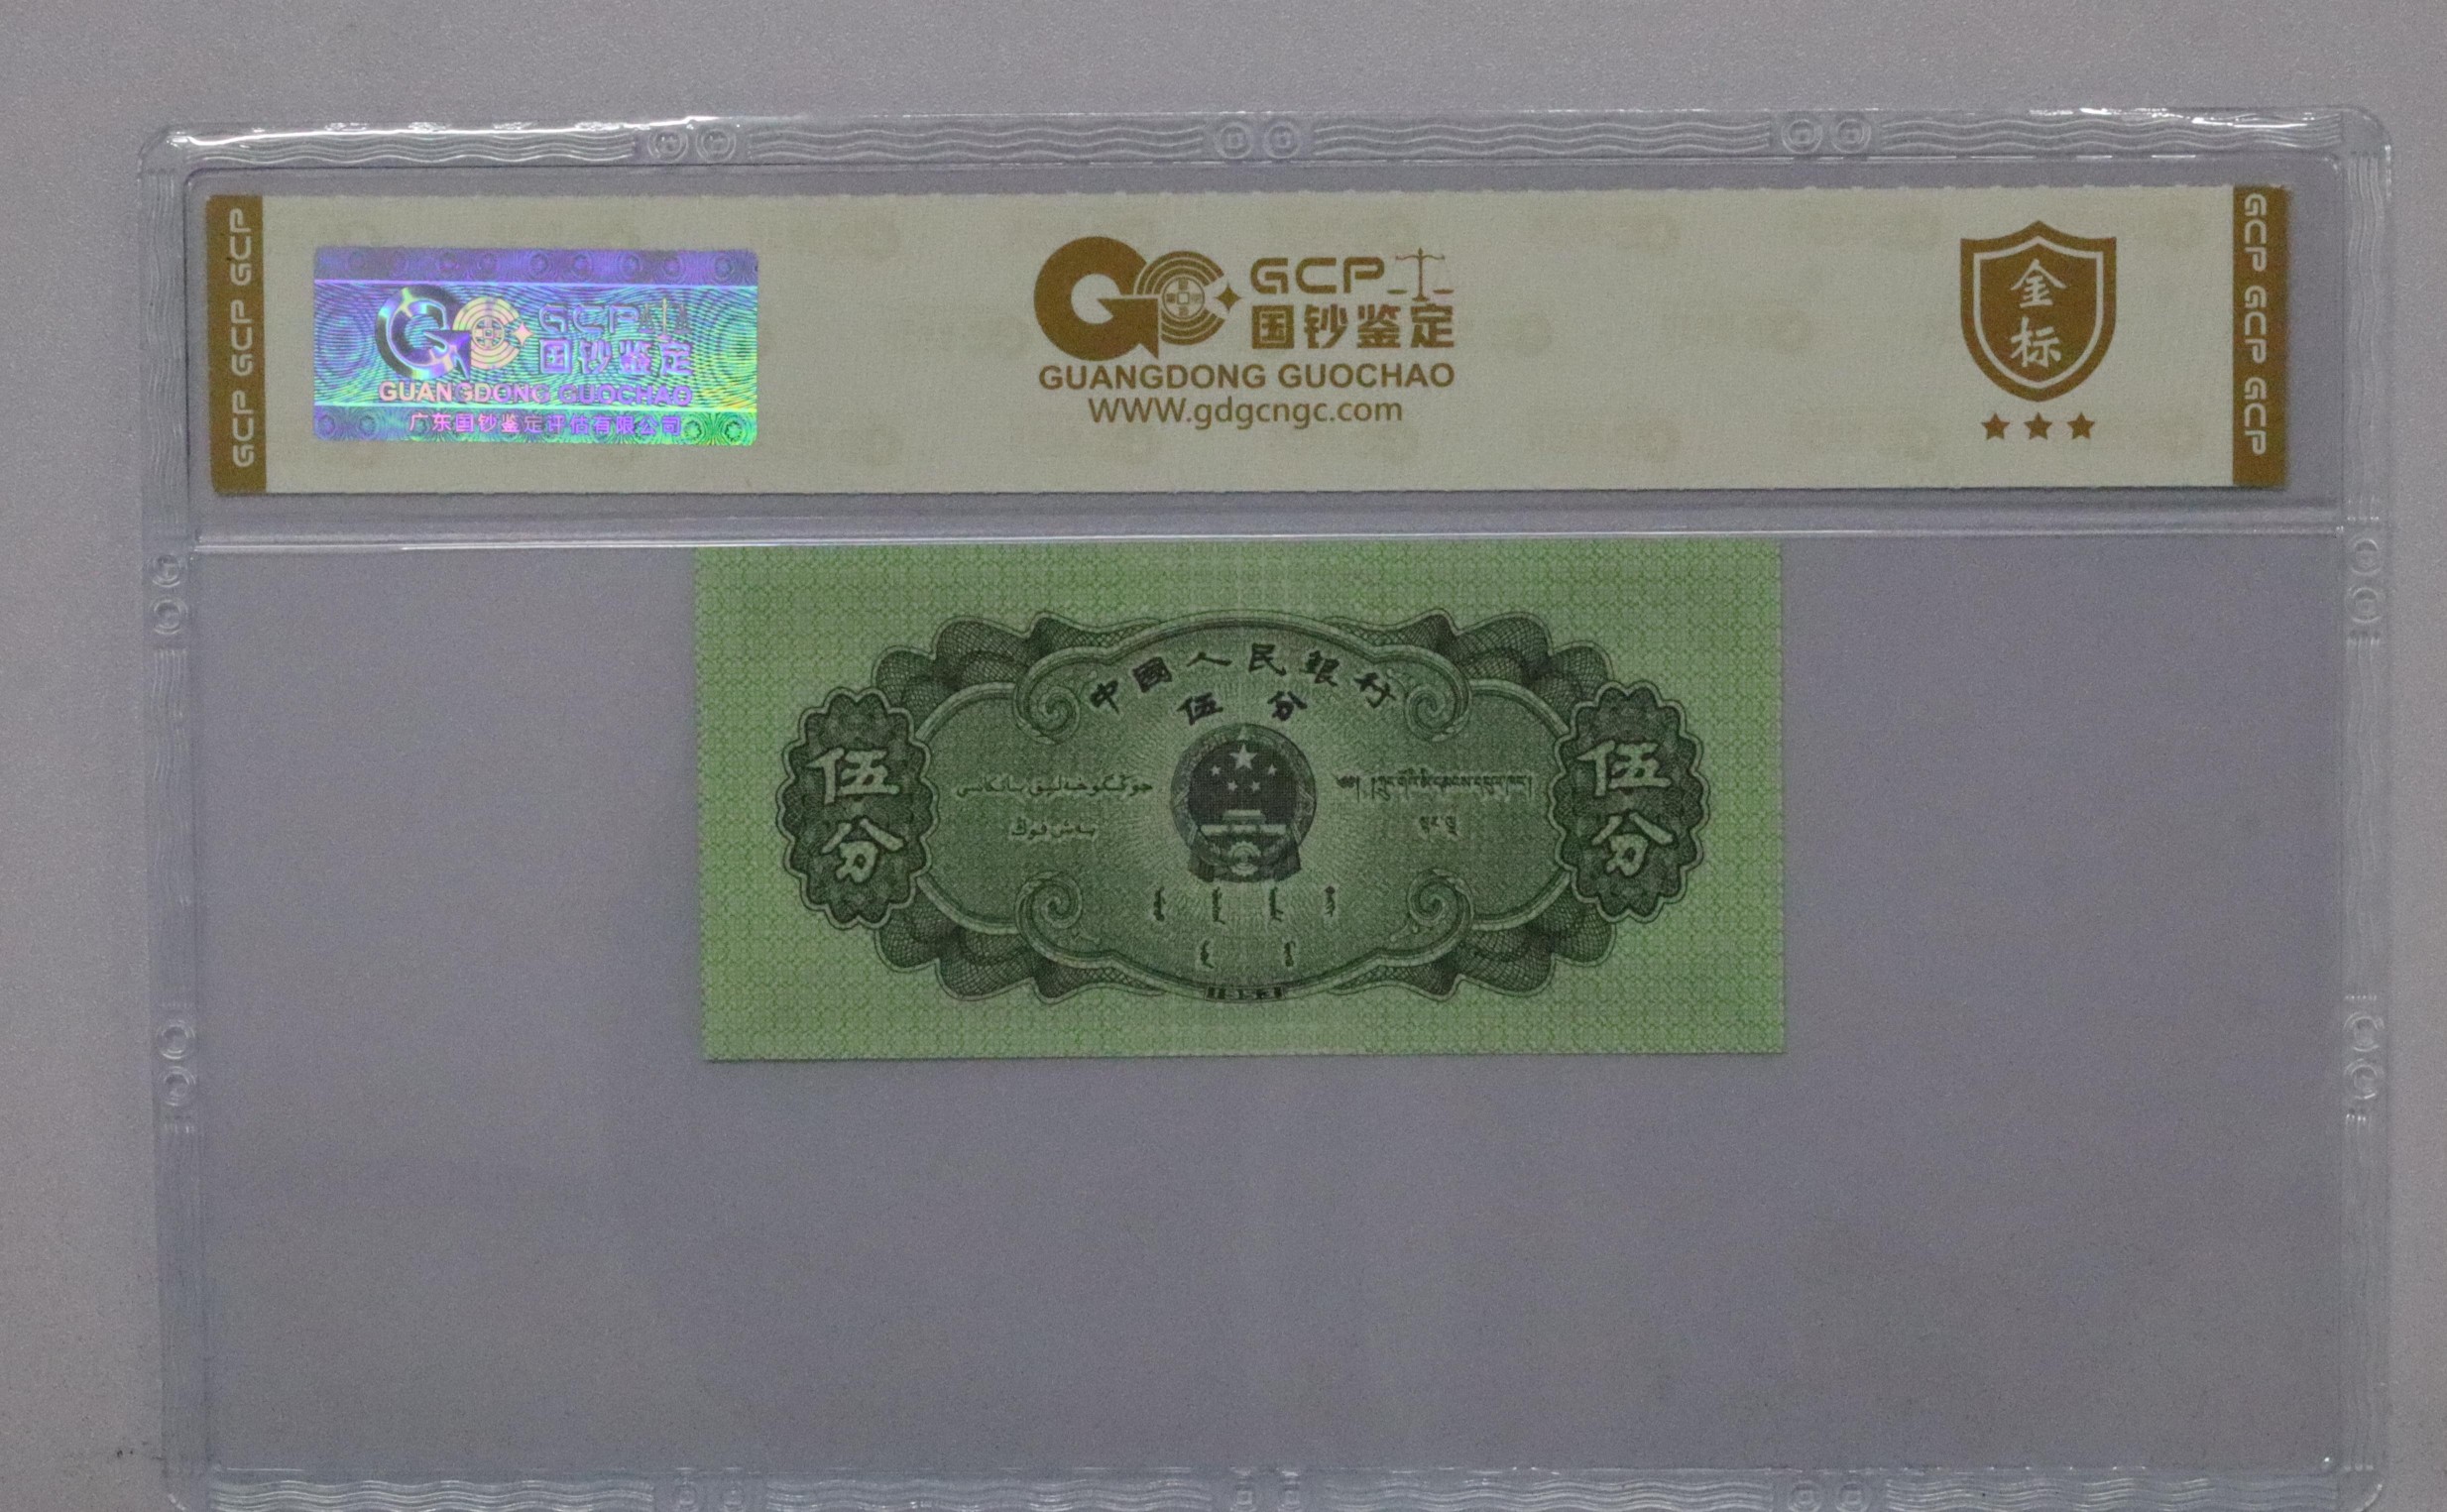 GCP GCP GCP
GCP
国钞鉴定
GUANGDONG GUOCHAO
广东国钞鉴定评估有限公司
GCP
国钞鉴定
GUANGDONG GUOCHAO
WWW.gdgcngc.com
金
标
GCP GCP GCP
中國人民銀行
伍分
伍
分
伍
分